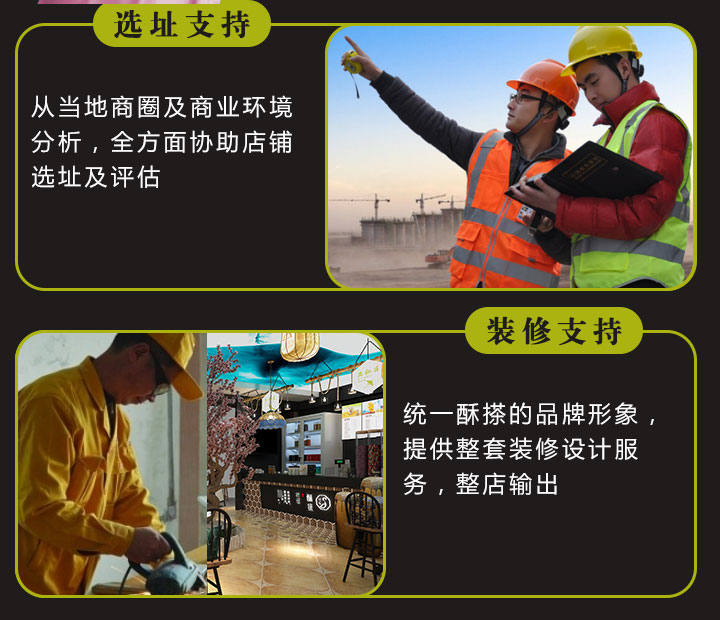 选址支持
从当地商圈及商业环境
分析，全方面协助店铺
选址及评估
装修支持
统一酥搽的品牌形象，
提供整套装修设计服
务，整店输出